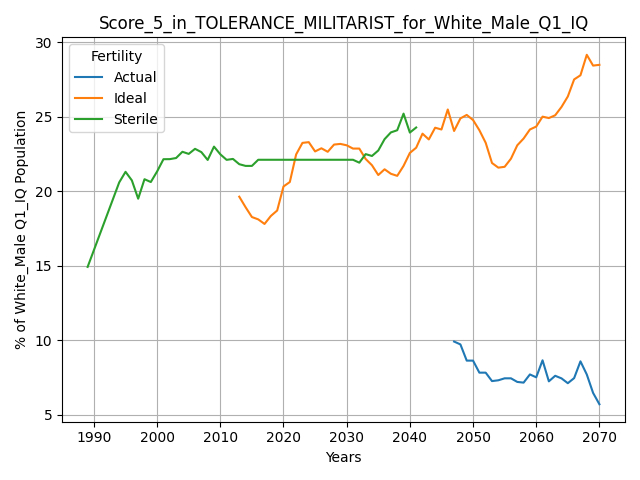 Score_5_in_TOLERANCE_MILITARIST_for_White_Male_Q1_IQ
Fertility
Actual
Ideal
Sterile
% of White_Male Q1_IQ Population
30
25
20
15
10
5
1990 2000 2010 2020 2030 2040 2050 2060 2070
Years